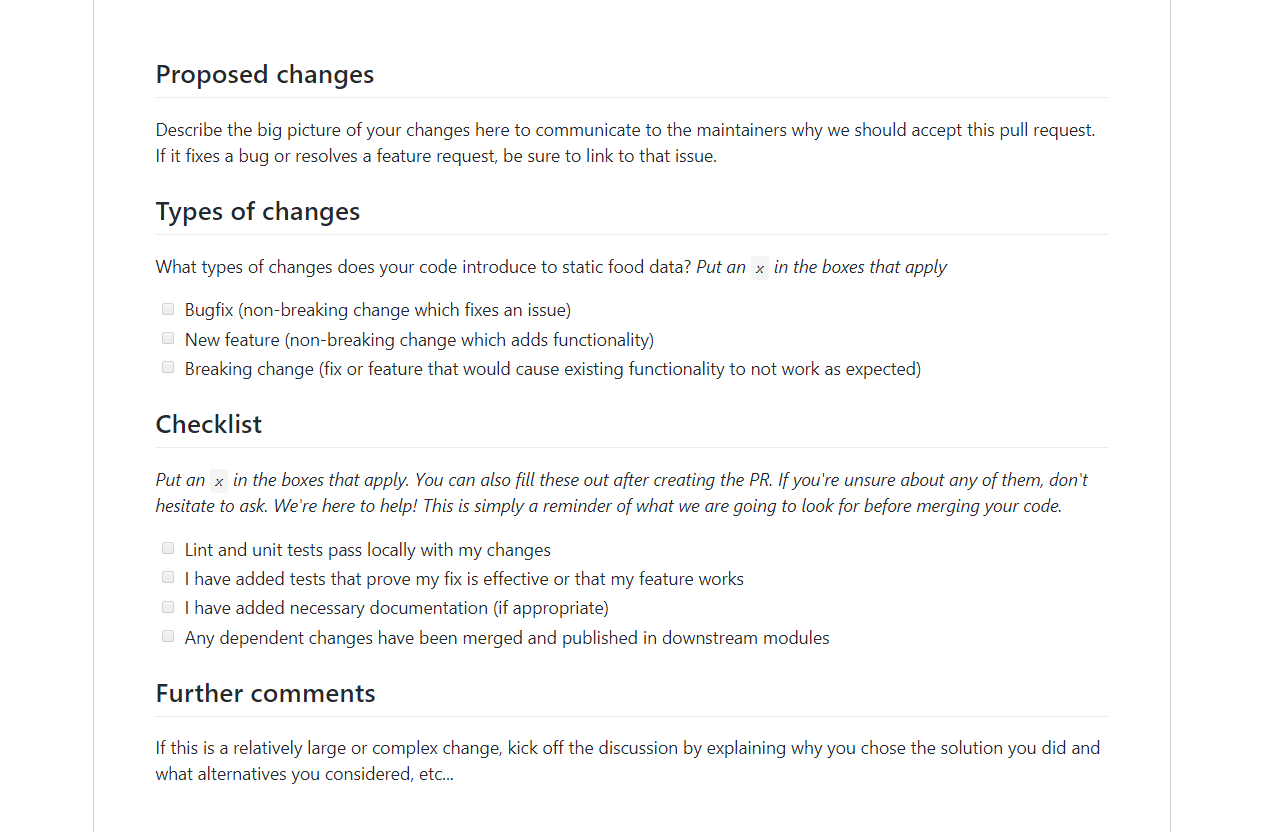 Proposed changes
Describe the big picture of your changes here to communicate to the maintainers why we should accept this pull request.
If it fixes a bug or resolves a feature request, be sure to link to that issue.
Types of changes
What types of changes does your code introduce to static food data? Put an x in the boxes that apply
Bugfix (non-breaking change which fixes an issue)
New feature (non-breaking change which adds functionality)
Breaking change (fix or feature that would cause existing functionality to not work as expected)
Checklist
Put an x in the boxes that apply. You can also fill these out after creating the PR. If you're unsure about any of them, don't
hesitate to ask. We're here to help! This is simply a reminder of what we are going to look for before merging your code.
Lint and unit tests pass locally with my changes
I have added tests that prove my fix is effective or that my feature works
I have added necessary documentation (if appropriate)
Any dependent changes have been merged and published in downstream modules
Further comments
If this is a relatively large or complex change, kick off the discussion by explaining why you chose the solution you did and
what alternatives you considered, etc...